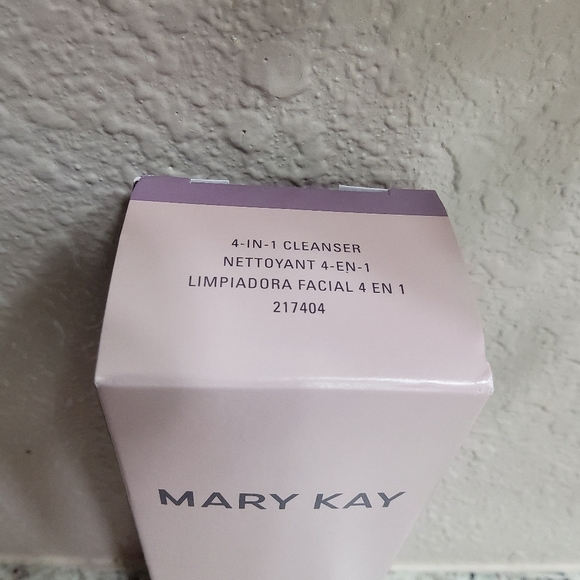 4-IN-1 CLEANSER
NETTOYANT 4-EN-1
LIMPIADORA FACIAL 4 EN 1
217404
MARY KAY